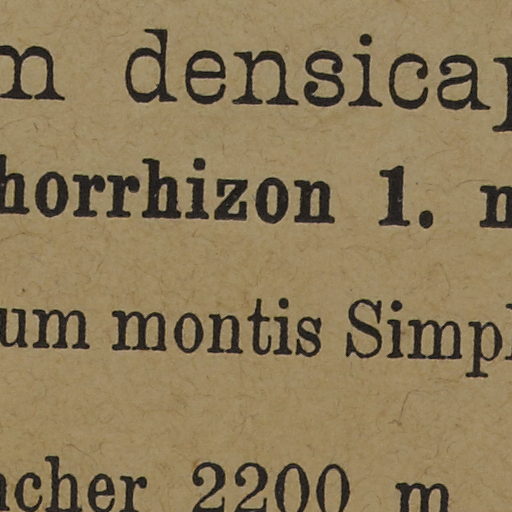 m densicap
horrhizon 1. m
um montis Simpl
acher 2200 m